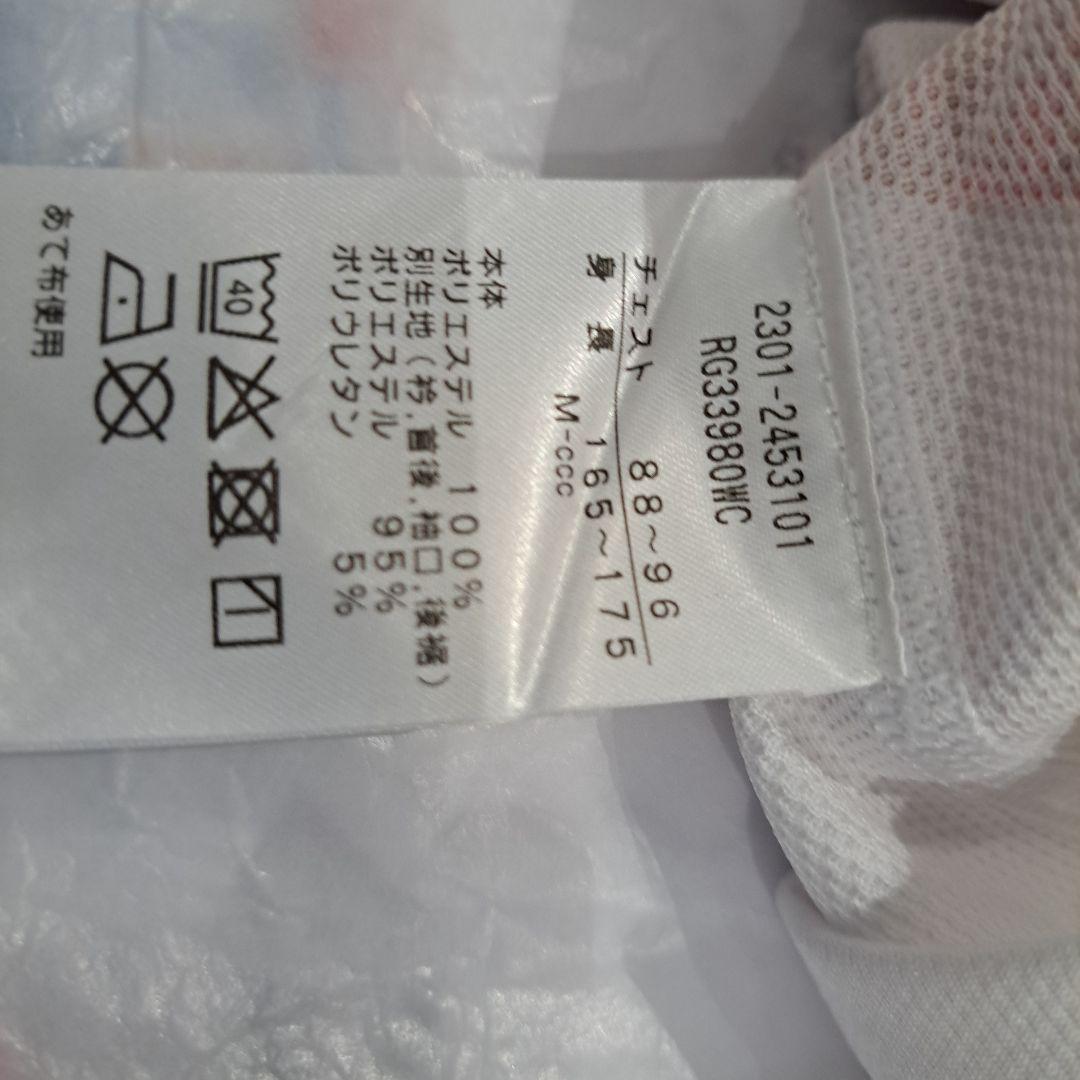 2301-2453101
RG33980WC
チェスト 88～96
身 長 165～175
M-ccc
本体
ポリエステル 100%
別生地(衿.首後.袖口.後裾)
ポリエステル 95%
ポリウレタン 5%
40
あて布使用